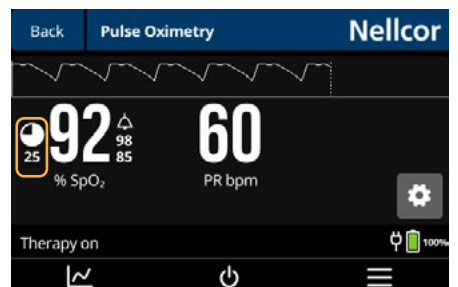 Back Pulse Oximetry Nellcor
25 92 98 85 60
% SpO₂ PR bpm
Therapy on 100%